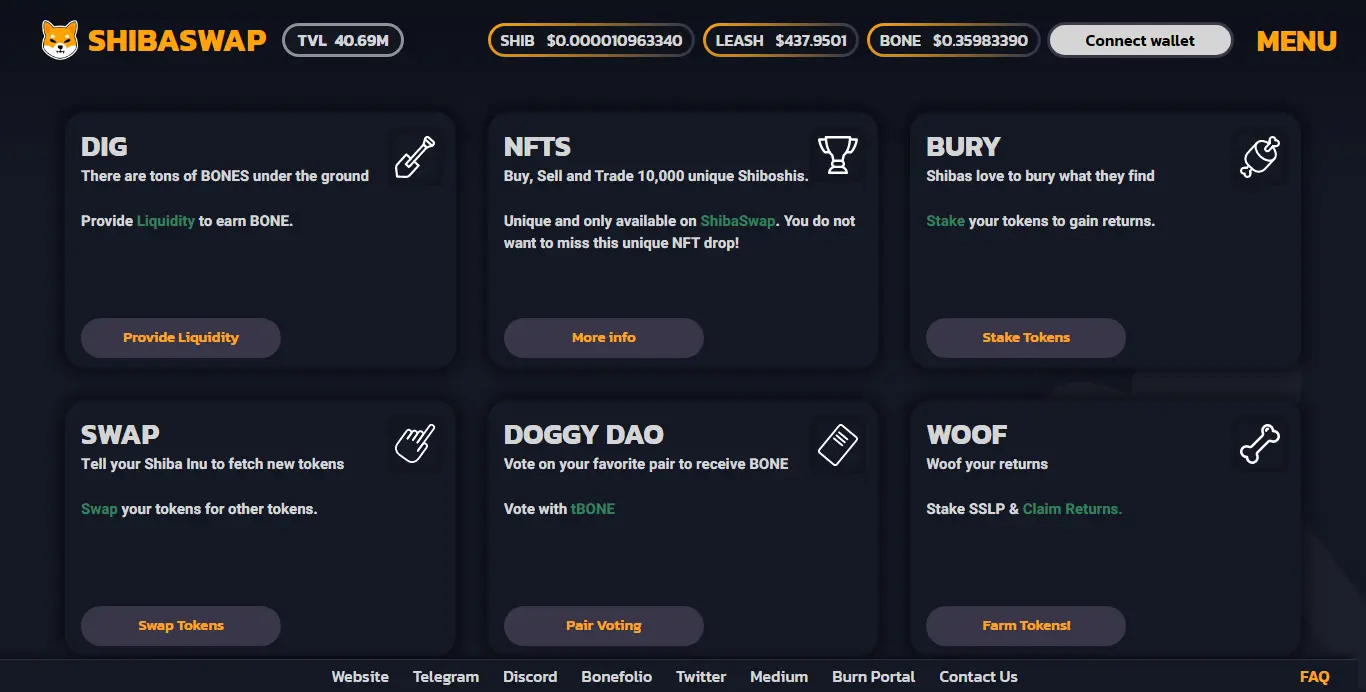 SHIBASWAP
TVL 40.69M
SHIB $0.000010963340
LEASH $437.9501
BONE $0.35983390
Connect wallet
MENU
DIG
There are tons of BONES under the ground
Provide Liquidity to earn BONE.
Provide Liquidity
NFTS
Buy, Sell and Trade 10,000 unique Shiboshis.
Unique and only available on ShibaSwap. You do not
want to miss this unique NFT drop!
More info
BURY
Shibas love to bury what they find
Stake your tokens to gain returns.
Stake Tokens
SWAP
Tell your Shiba Inu to fetch new tokens
Swap your tokens for other tokens.
Swap Tokens
DOGGY DAO
Vote on your favorite pair to receive BONE
Vote with tBONE
Pair Voting
WOOF
Woof your returns
Stake SSLP & Claim Returns.
Farm Tokens!
Website Telegram Discord Bonefolio Twitter Medium Burn Portal Contact Us FAQ